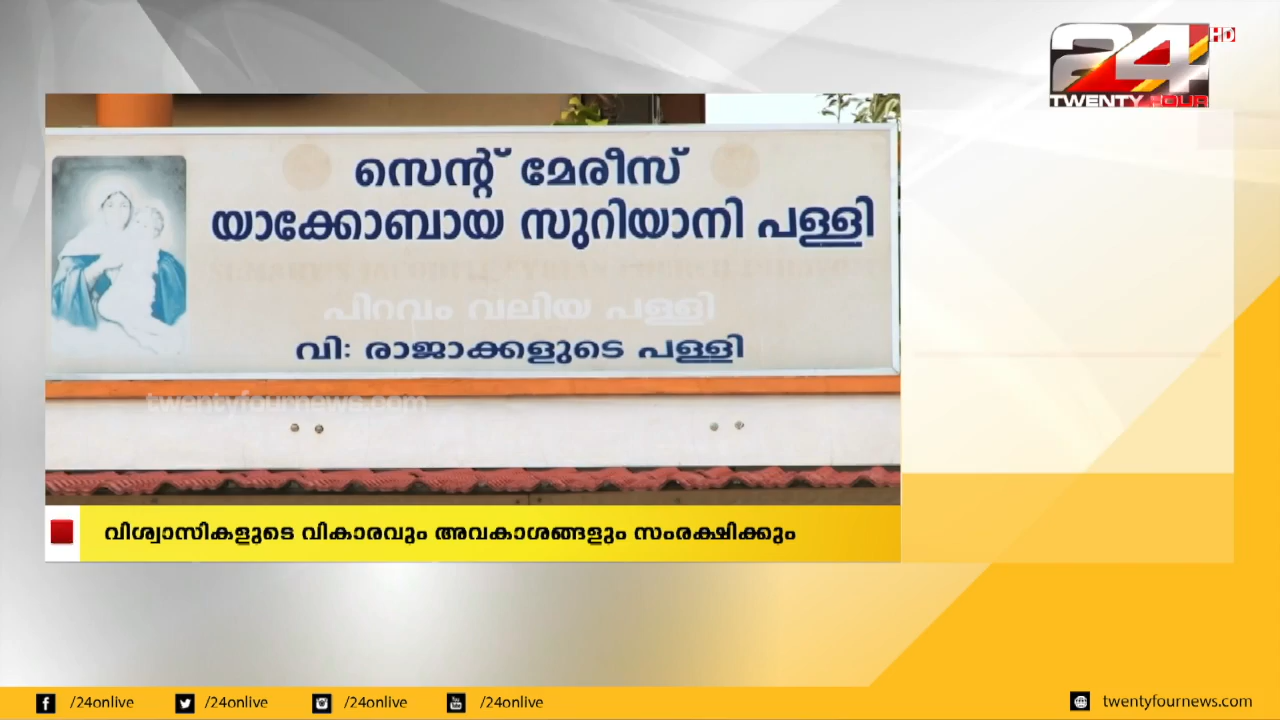 24 HD
TWENTY FOUR
സെന്റ് മേരീസ്
യാക്കോബായ സുറിയാനി പള്ളി
പിറവം വലിയ പള്ളി
വി: രാജാക്കളുടെ പള്ളി
twentyfournews.com
വിശ്വാസികളുടെ വികാരവും അവകാശങ്ങളും സംരക്ഷിക്കും
/24onlive /24onlive /24onlive /24onlive twentyfournews.com